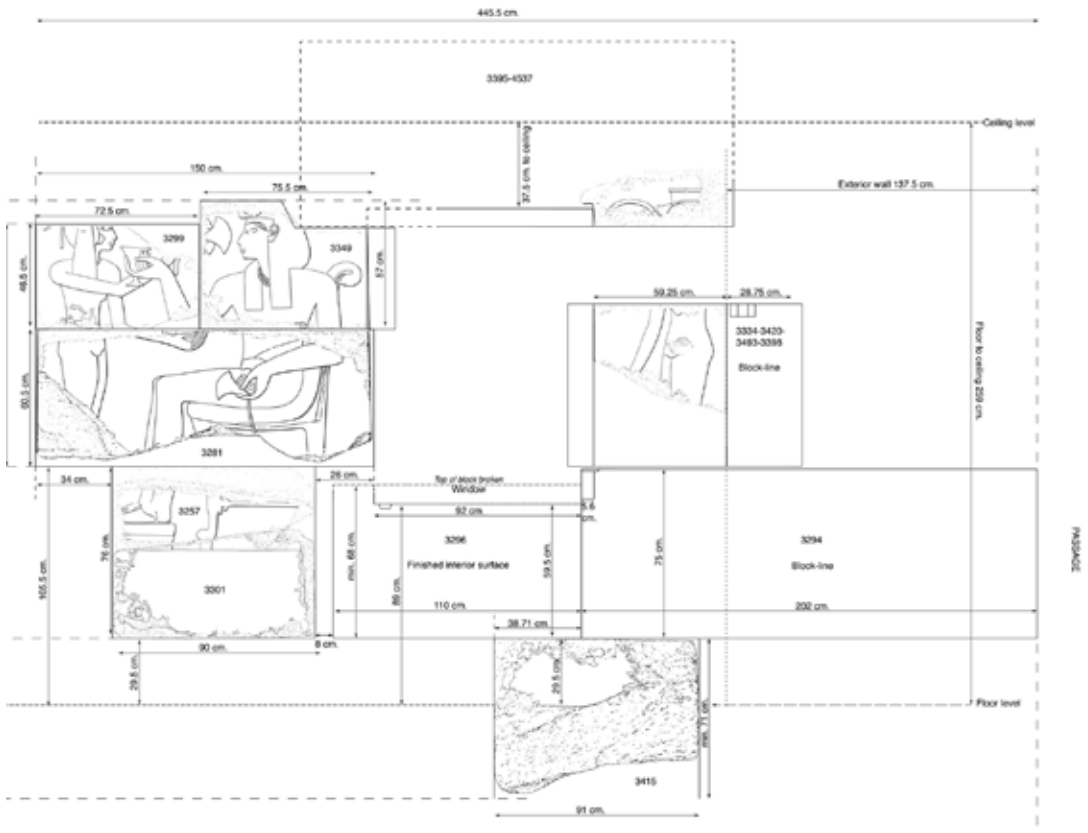 445.5 cm.
3395-4537
Ceiling level
37.5 cm. to ceiling
150 cm.
75.5 cm.
Exterior wall 137.5 cm.
72.5 cm.
3299
3349
57 cm.
46.5 cm.
59.25 cm.
28.75 cm.
3334-3420-
3493-3398
Block-line
Floor to ceiling 259 cm.
60.5 cm.
3281
34 cm.
26 cm.
Top of block broken
Window
92 cm.
5.6
cm.
3257
76 cm.
105.5 cm.
min. 68 cm.
89 cm.
3296
Finished interior surface
59.5 cm.
75 cm.
3294
Block-line
PASSAGE
3301
110 cm.
202 cm.
38.71 cm.
90 cm.
8 cm.
29.5 cm.
29.5 cm.
Floor level
min. 71 cm.
3415
91 cm.